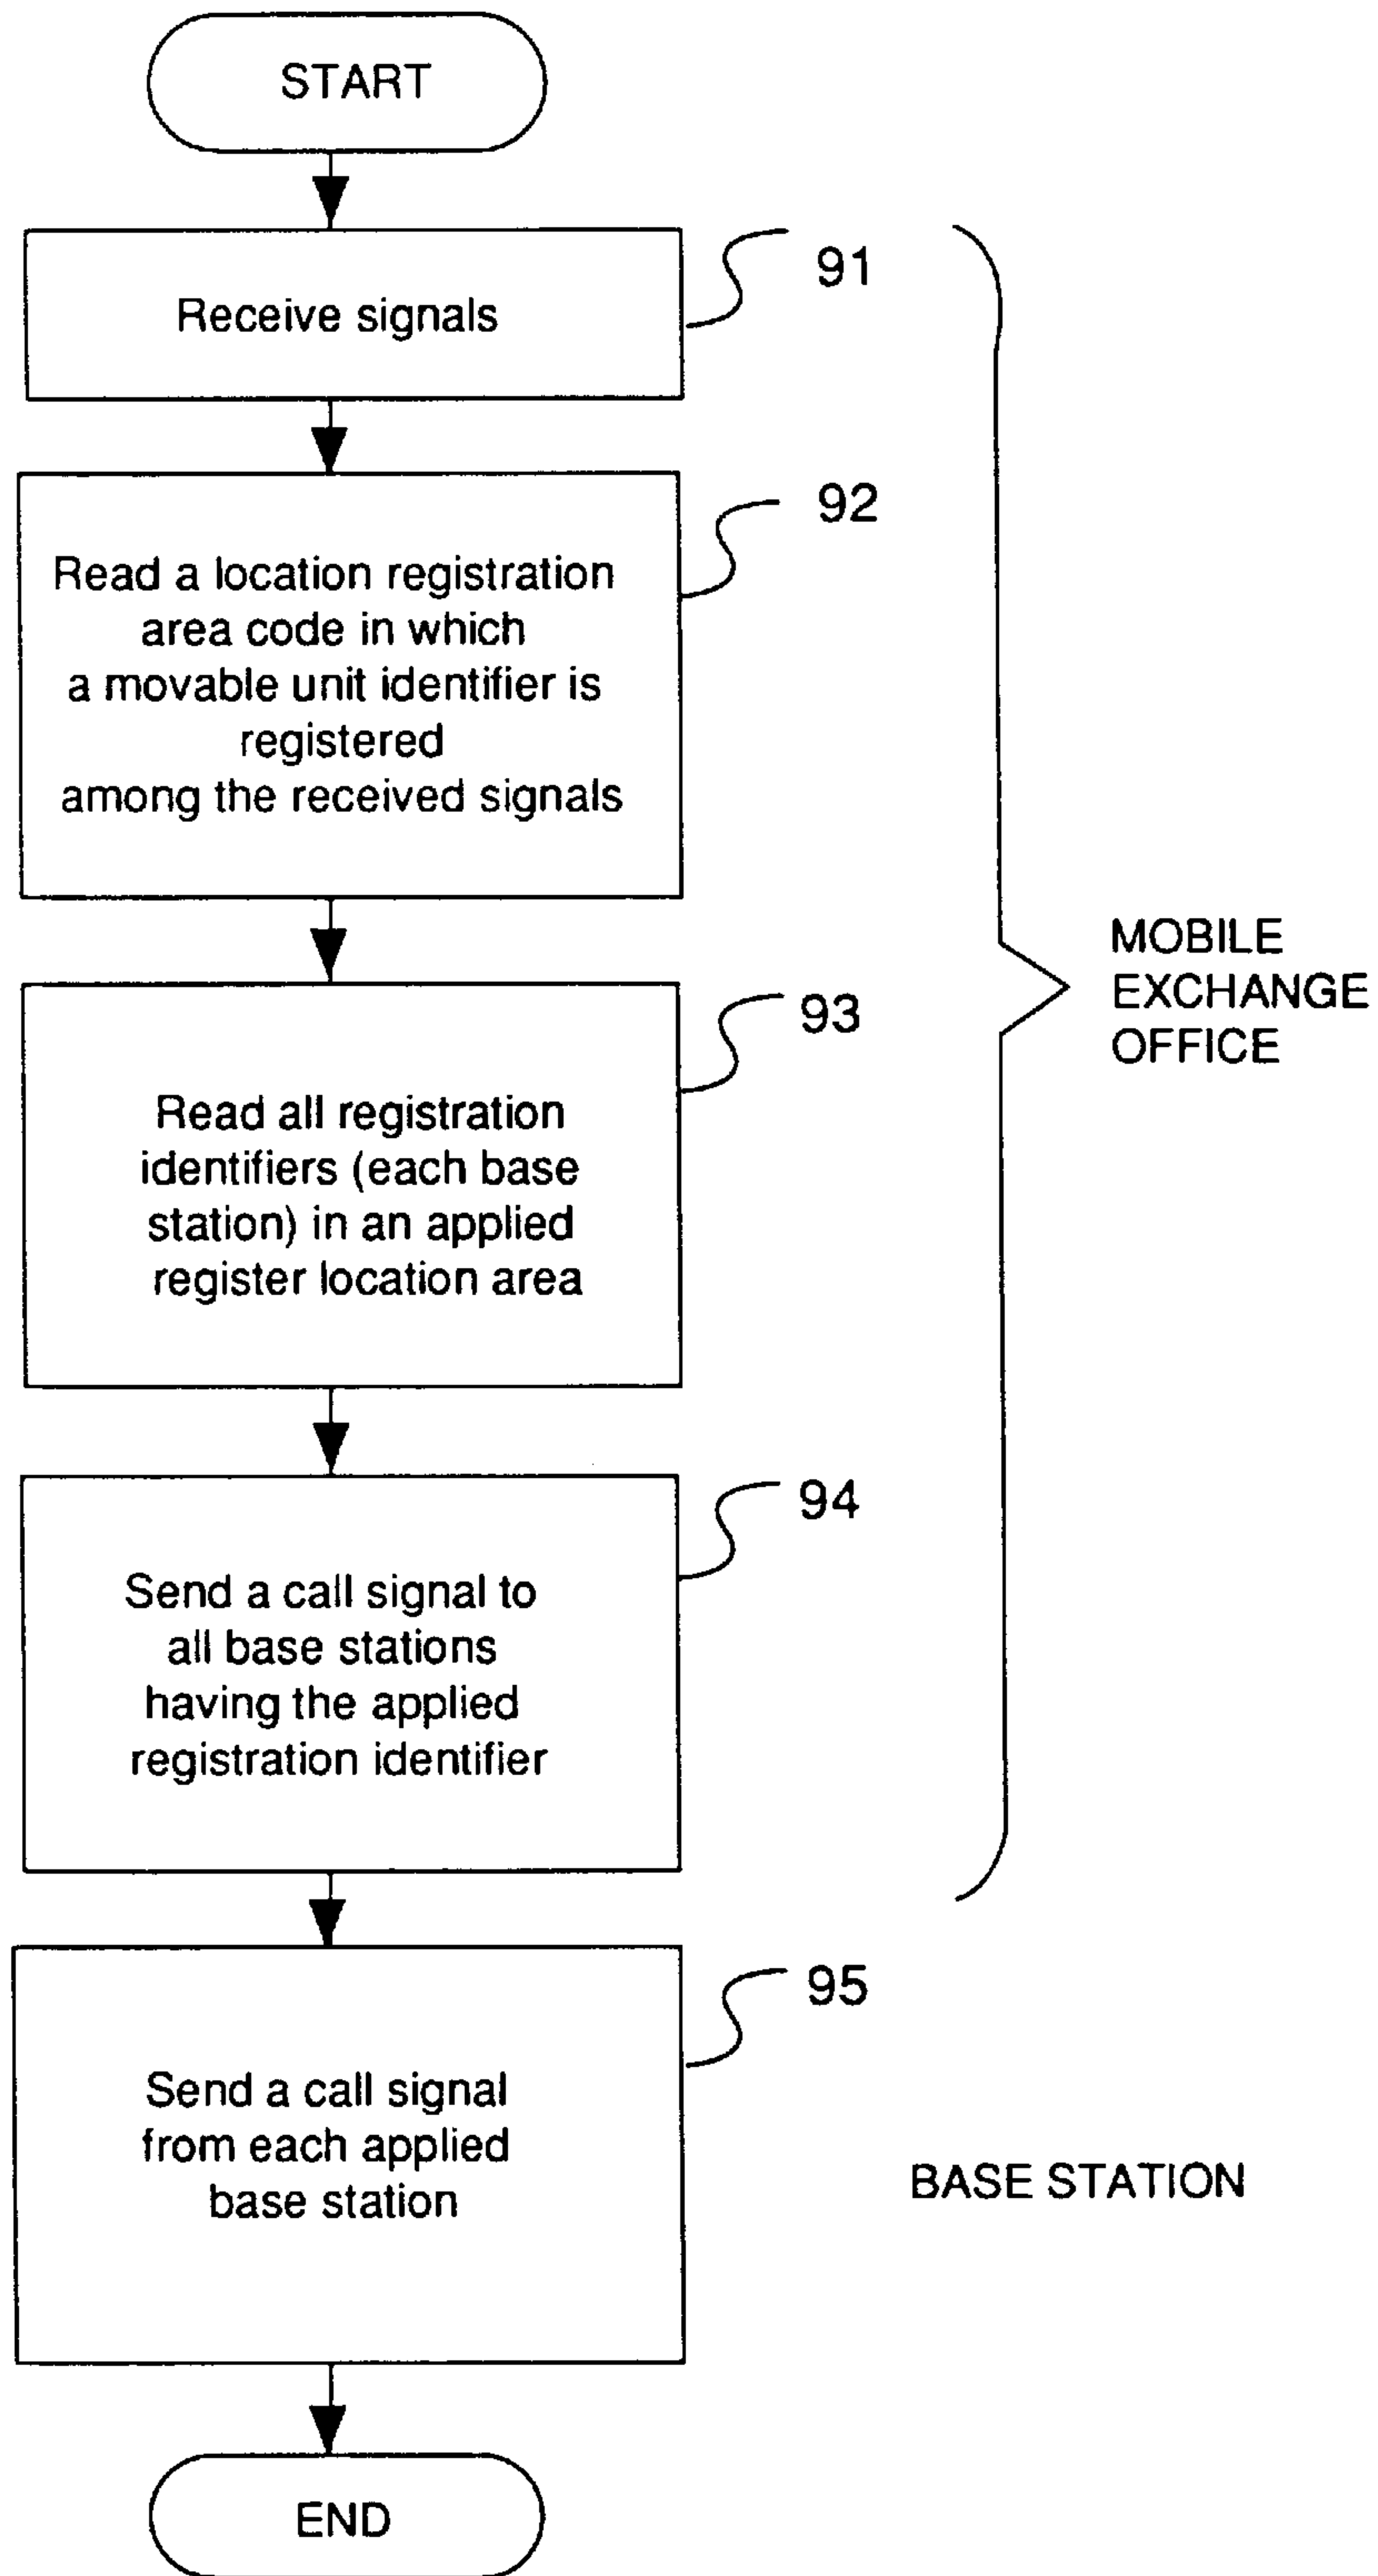 START
Receive signals
91
Read a location registration
area code in which
a movable unit identifier is
registered
among the received signals
92
Read all registration
identifiers (each base
station) in an applied
register location area
93
MOBILE
EXCHANGE
OFFICE
Send a call signal to
all base stations
having the applied
registration identifier
94
Send a call signal
from each applied
base station
95
BASE STATION
END